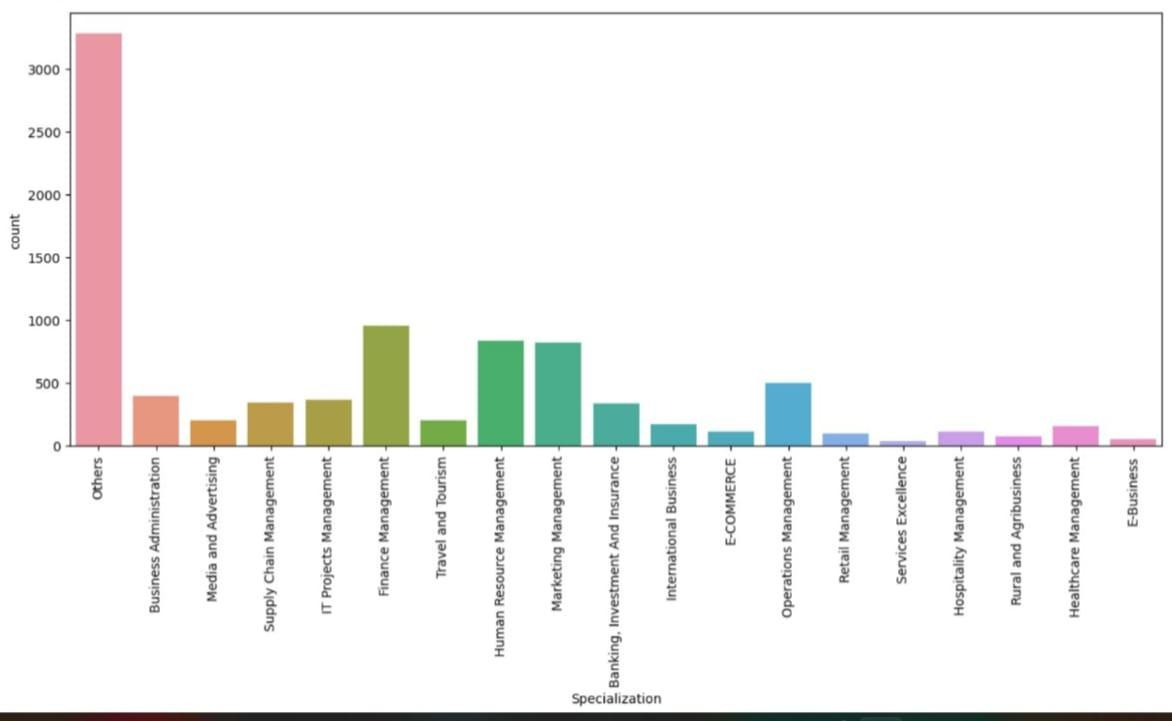 3000
2500
2000
1500
1000
500
0
count
Others
Business Administration
Media and Advertising
Supply Chain Management
IT Projects Management
Finance Management
Travel and Tourism
Human Resource Management
Marketing Management
Banking, Investment And Insurance
International Business
E-COMMERCE
Operations Management
Retail Management
Services Excellence
Hospitality Management
Rural and Agribusiness
Healthcare Management
E-Business
Specialization